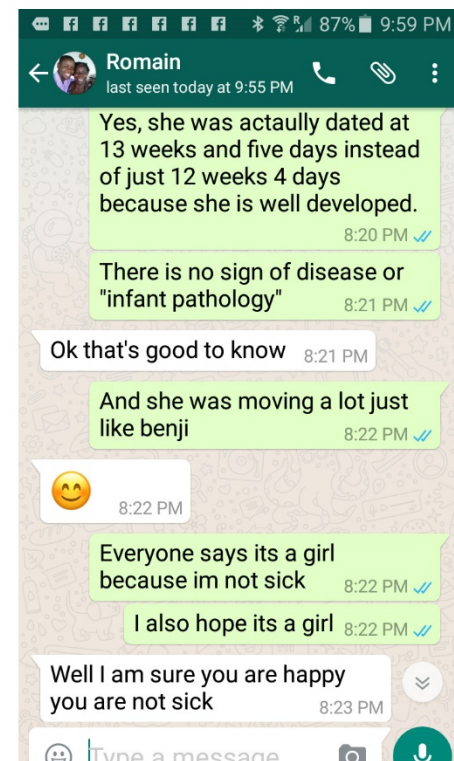 87% 9:59 PM
Romain
last seen today at 9:55 PM
Yes, she was actaully dated at
13 weeks and five days instead
of just 12 weeks 4 days
because she is well developed.
8:20 PM
There is no sign of disease or
"infant pathology" 8:21 PM
Ok that's good to know 8:21 PM
And she was moving a lot just
like benji 8:22 PM
8:22 PM
Everyone says its a girl
because im not sick 8:22 PM
I also hope its a girl 8:22 PM
Well I am sure you are happy
you are not sick 8:23 PM
Type a message